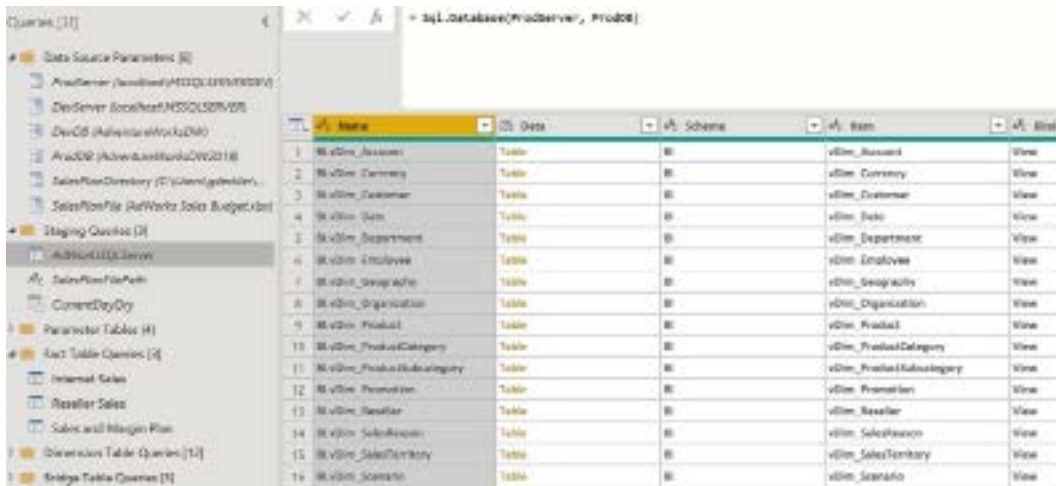 Queries [31]
= Sql.Database(ProdServer, ProdDB)
Data Source Parameters [6]
ProdServer
DevServer (localhost\MSSQLSERVER)
DevDB (AdventureWorksDW)
ProdDB (AdventureWorksDW2016)
SalesPlanDirectory
SalesPlanFile (AdWorks Sales Budget.xlsx)
Staging Queries [3]
AdWorksSQLServer
SalesPlanFilePath
CurrentDayQry
Parameter Tables [4]
Fact Table Queries [3]
Internet Sales
Reseller Sales
Sales and Margin Plan
Dimension Table Queries [12]
Bridge Table Queries
Name Data Schema Item
1 BI.vDim_Account Table BI vDim_Account View
2 BI.vDim_Currency Table BI vDim_Currency View
3 BI.vDim_Customer Table BI vDim_Customer View
4 BI.vDim_Date Table BI vDim_Date View
5 BI.vDim_Department Table BI vDim_Department View
6 BI.vDim_Employee Table BI vDim_Employee View
7 BI.vDim_Geography Table BI vDim_Geography View
8 BI.vDim_Organization Table BI vDim_Organization View
9 BI.vDim_Product Table BI vDim_Product View
10 BI.vDim_ProductCategory Table BI vDim_ProductCategory View
11 BI.vDim_ProductSubcategory Table BI vDim_ProductSubcategory View
12 BI.vDim_Promotion Table BI vDim_Promotion View
13 BI.vDim_Reseller Table BI vDim_Reseller View
14 BI.vDim_SalesReason Table BI vDim_SalesReason View
15 BI.vDim_SalesTerritory Table BI vDim_SalesTerritory View
16 BI.vDim_Scenario Table BI vDim_Scenario View